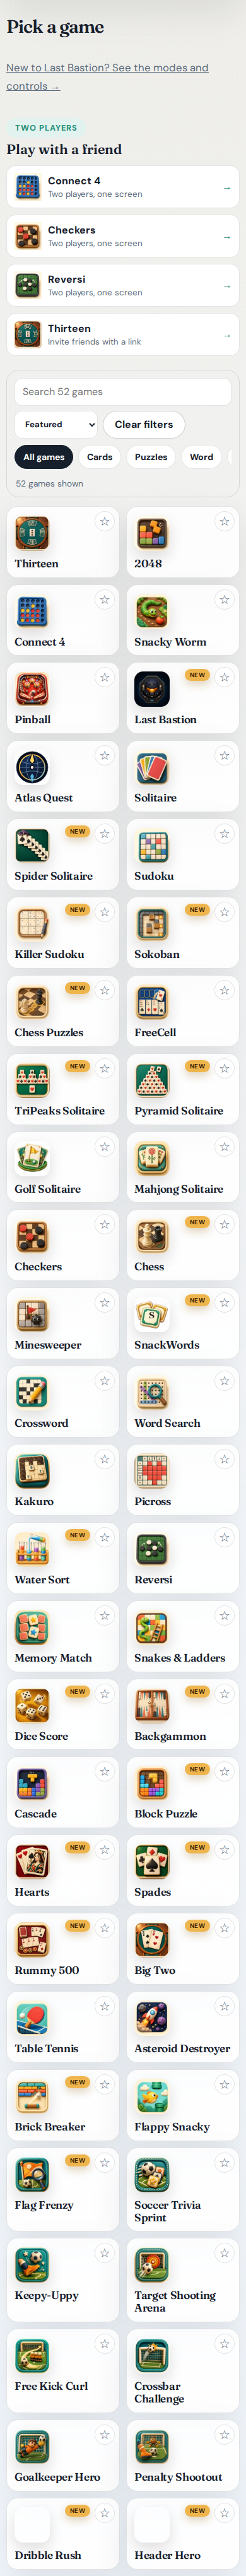 Pick a game
New to Last Bastion? See the modes and
controls →
TWO PLAYERS
Play with a friend
Connect 4
Two players, one screen
→
Checkers
Two players, one screen
→
Reversi
Two players, one screen
→
Thirteen
Invite friends with a link
→
Search 52 games
Featured
Clear filters
All games
Cards
Puzzles
Word
52 games shown
Thirteen
2048
Connect 4
Snacky Worm
Pinball
NEW
Last Bastion
Atlas Quest
Solitaire
NEW
Spider Solitaire
Sudoku
NEW
Killer Sudoku
NEW
Sokoban
NEW
Chess Puzzles
FreeCell
NEW
TriPeaks Solitaire
NEW
Pyramid Solitaire
Golf Solitaire
Mahjong Solitaire
Checkers
NEW
Chess
Minesweeper
NEW
S
SnackWords
Crossword
Word Search
Kakuro
Picross
NEW
Water Sort
Reversi
Memory Match
Snakes & Ladders
NEW
Dice Score
NEW
Backgammon
Cascade
NEW
Block Puzzle
NEW
Hearts
NEW
Spades
NEW
Rummy 500
NEW
Big Two
Table Tennis
Asteroid Destroyer
NEW
Brick Breaker
Flappy Snacky
NEW
Flag Frenzy
Soccer Trivia
Sprint
Keepy-Uppy
Target Shooting
Arena
Free Kick Curl
Crossbar
Challenge
Goalkeeper Hero
Penalty Shootout
NEW
Dribble Rush
NEW
Header Hero